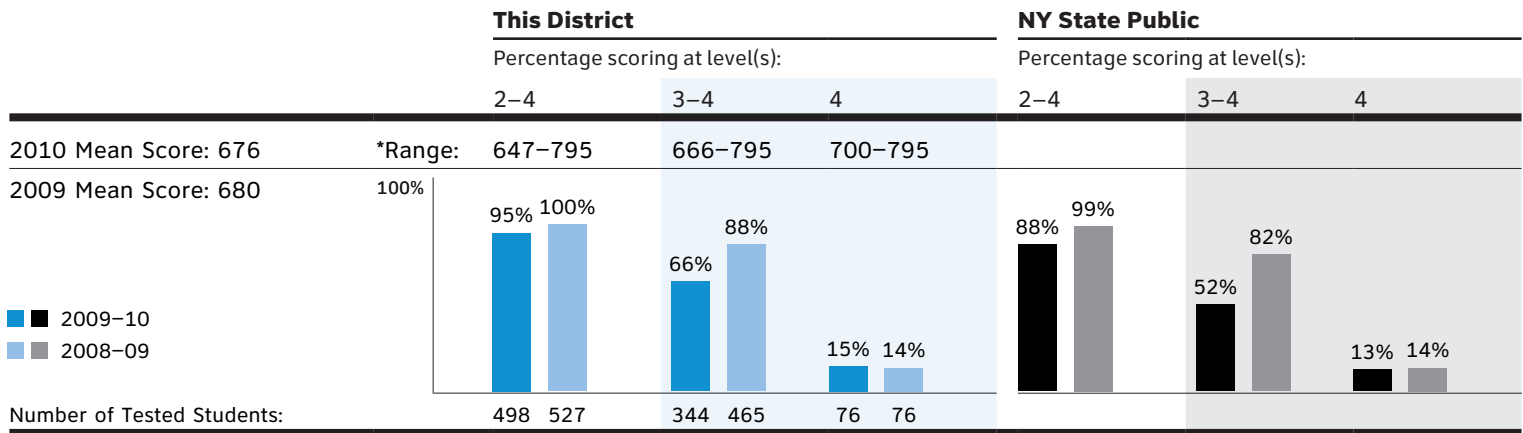 This District NY State Public
Percentage scoring at level(s): Percentage scoring at level(s):
2–4 3–4 4 2–4 3–4 4
2010 Mean Score: 676 *Range: 647–795 666–795 700–795
2009 Mean Score: 680 100%
95% 100% 88% 66% 15% 14% 88% 99% 82% 52% 13% 14%
2009–10
2008–09
Number of Tested Students: 498 527 344 465 76 76